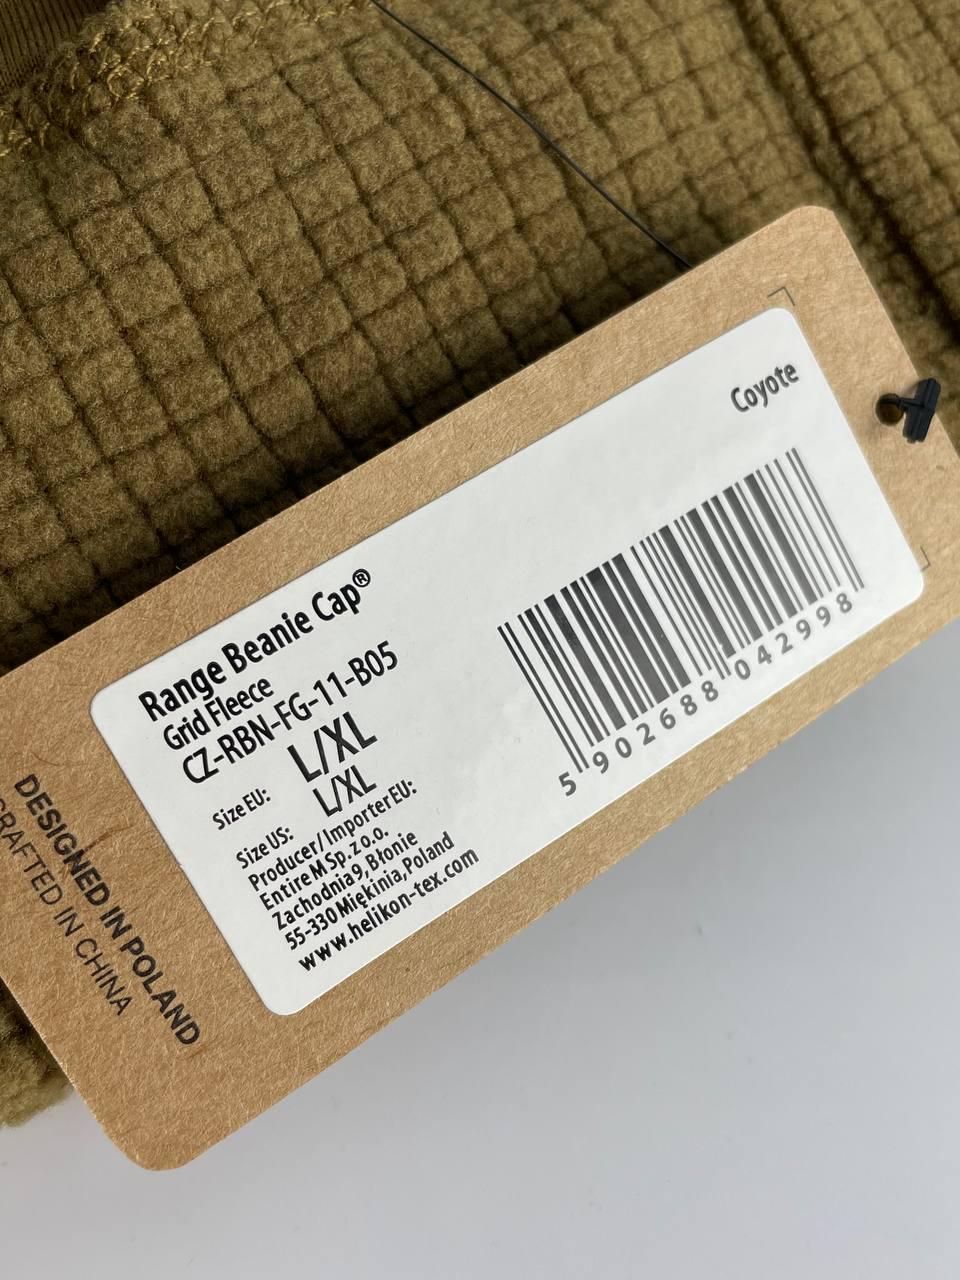 Coyote
Range Beanie Cap®
Grid Fleece
CZ-RBN-FG-11-B05
Size EU: L/XL
Size US: L/XL
Producer/Importer EU:
Entire M Sp. z o.o.
Zachodnia 9, Błonie
55-330 Miękinia, Poland
www.helikon-tex.com
5 902688 042998
DESIGNED IN POLAND
CRAFTED IN CHINA